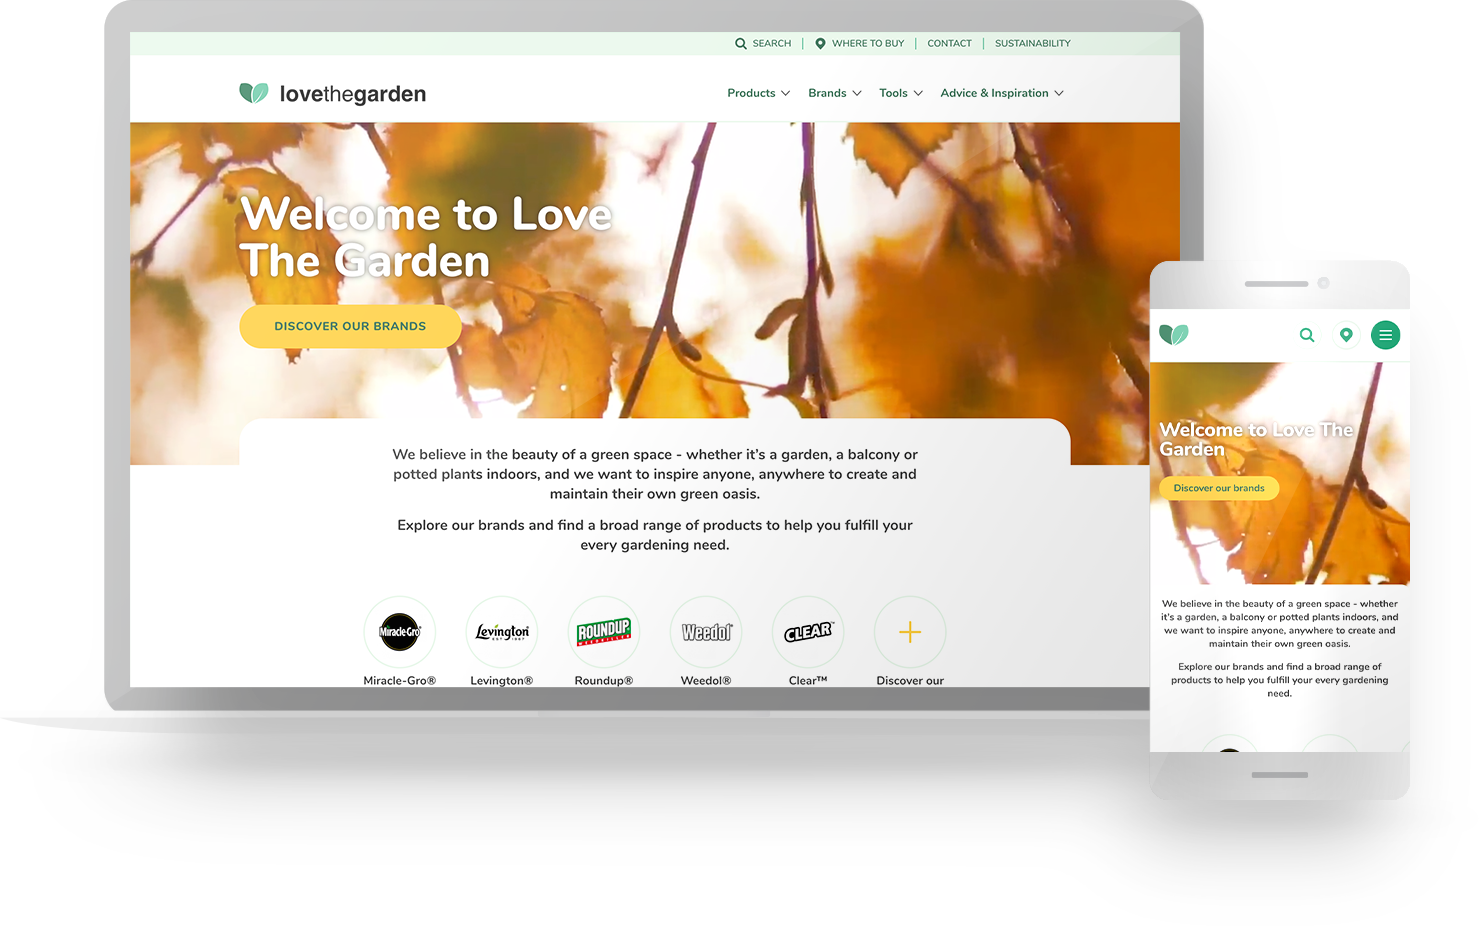 SEARCH | WHERE TO BUY | CONTACT | SUSTAINABILITY
lovethegarden
Products Brands Tools Advice & Inspiration
Welcome to Love
The Garden
DISCOVER OUR BRANDS
We believe in the beauty of a green space - whether it's a garden, a balcony or
potted plants indoors, and we want to inspire anyone, anywhere to create and
maintain their own green oasis.
Explore our brands and find a broad range of products to help you fulfill your
every gardening need.
Miracle-Gro Levington ROUNDUP Weedol CLEAR
EST 1887
Miracle-Gro® Levington® Roundup® Weedol® Clear™ Discover our
Welcome to Love The
Garden
Discover our brands
We believe in the beauty of a green space - whether
it's a garden, a balcony or potted plants indoors, and
we want to inspire anyone, anywhere to create and
maintain their own green oasis.
Explore our brands and find a broad range of
products to help you fulfill your every gardening
need.